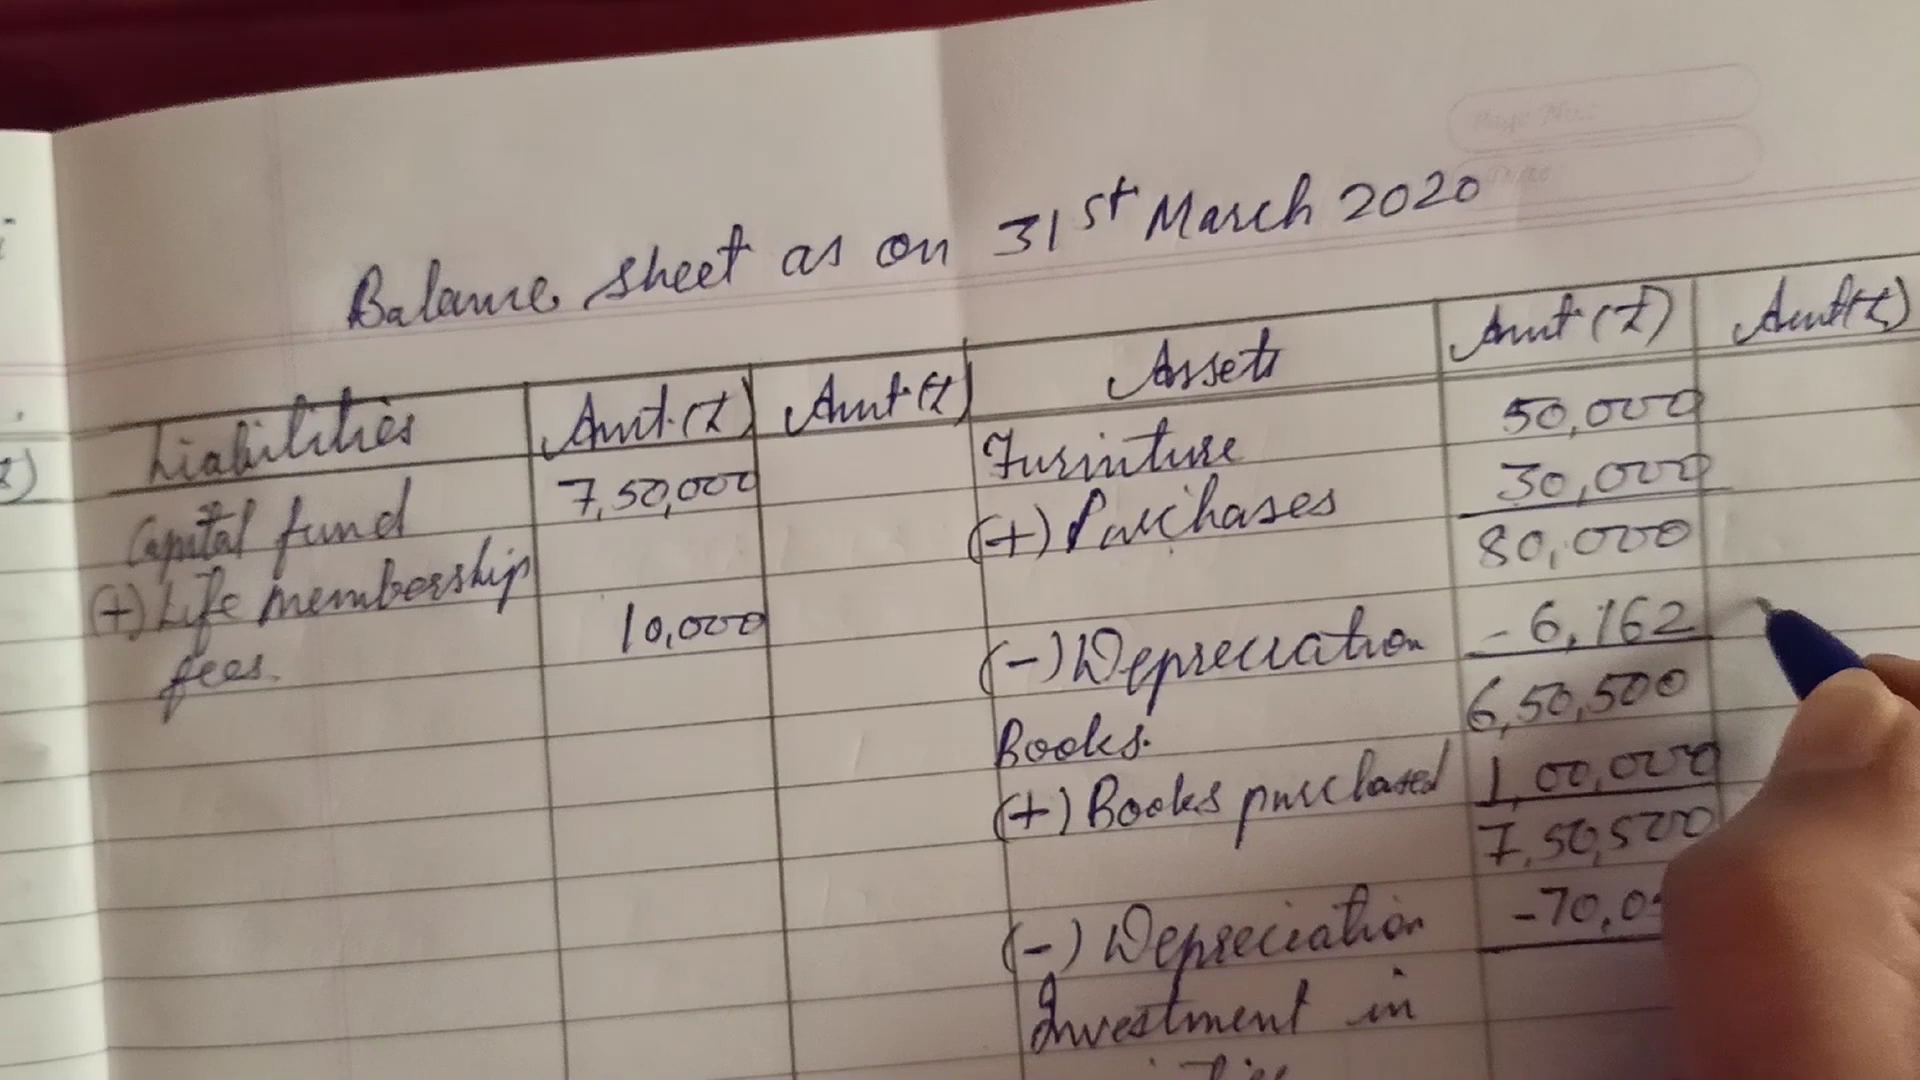 Balance sheet as on 31st March 2020
Liabilities Amt.(₹) Amt.(₹) Assets Amt (₹) Amt(₹)
Capital fund 7,50,000 Furniture 50,000
(+) Life membership (+) Purchases 30,000
80,000
fees. 10,000 (-) Depreciation - 6,162
Books. 6,50,500
(+) Books purchased 1,00,000
7,50,500
(-) Depreciation -70,0
Investment in